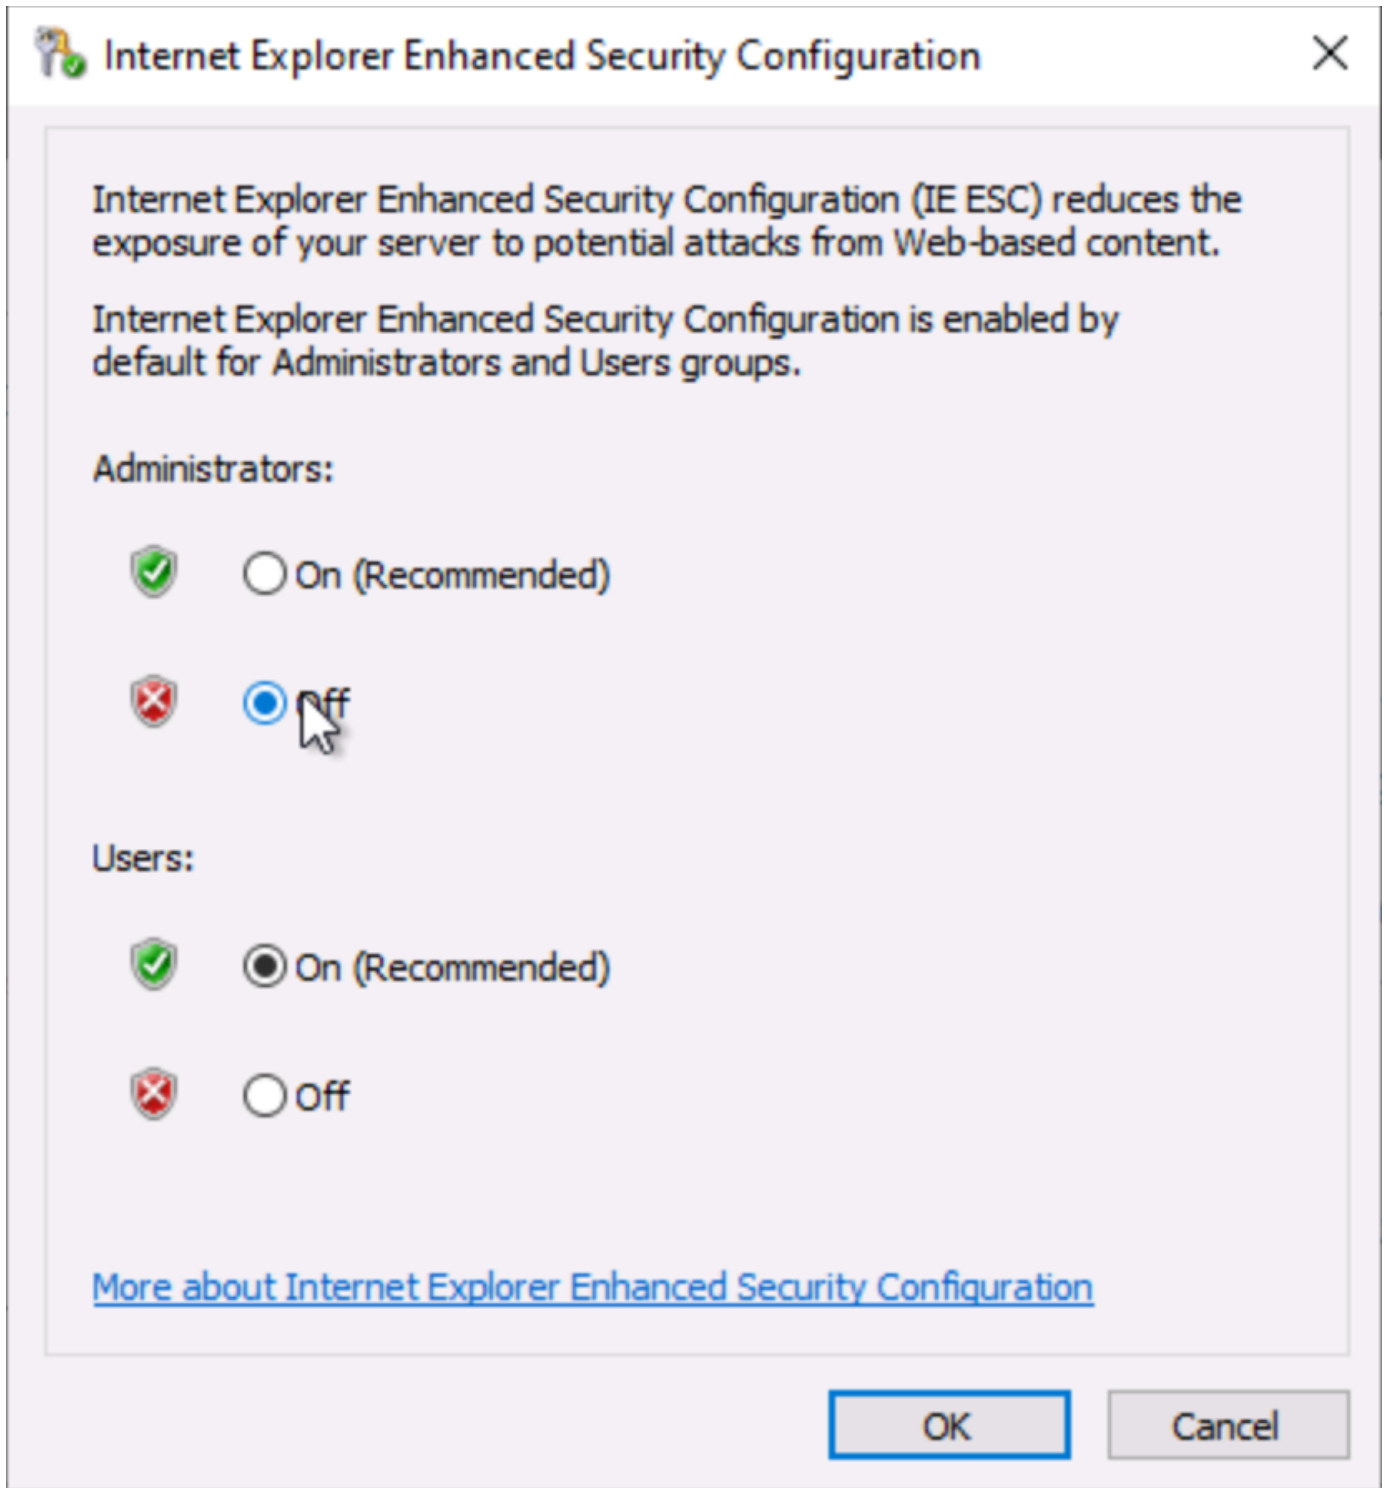 Internet Explorer Enhanced Security Configuration
Internet Explorer Enhanced Security Configuration (IE ESC) reduces the
exposure of your server to potential attacks from Web-based content.
Internet Explorer Enhanced Security Configuration is enabled by
default for Administrators and Users groups.
Administrators:
On (Recommended)
Off
Users:
On (Recommended)
Off
More about Internet Explorer Enhanced Security Configuration
OK
Cancel